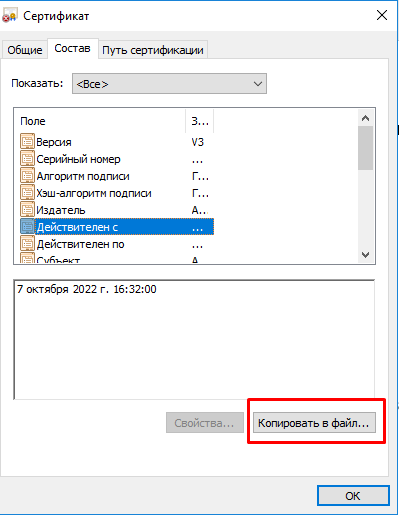 Сертификат
Общие Состав Путь сертификации
Показать: <Все>
Поле З...
Версия V3
Серийный номер ...
Алгоритм подписи Г...
Хэш-алгоритм подписи Г...
Издатель А...
Действителен с ...
Действителен по ...
Субъект А
7 октября 2022 г. 16:32:00
Свойства... Копировать в файл...
ОК